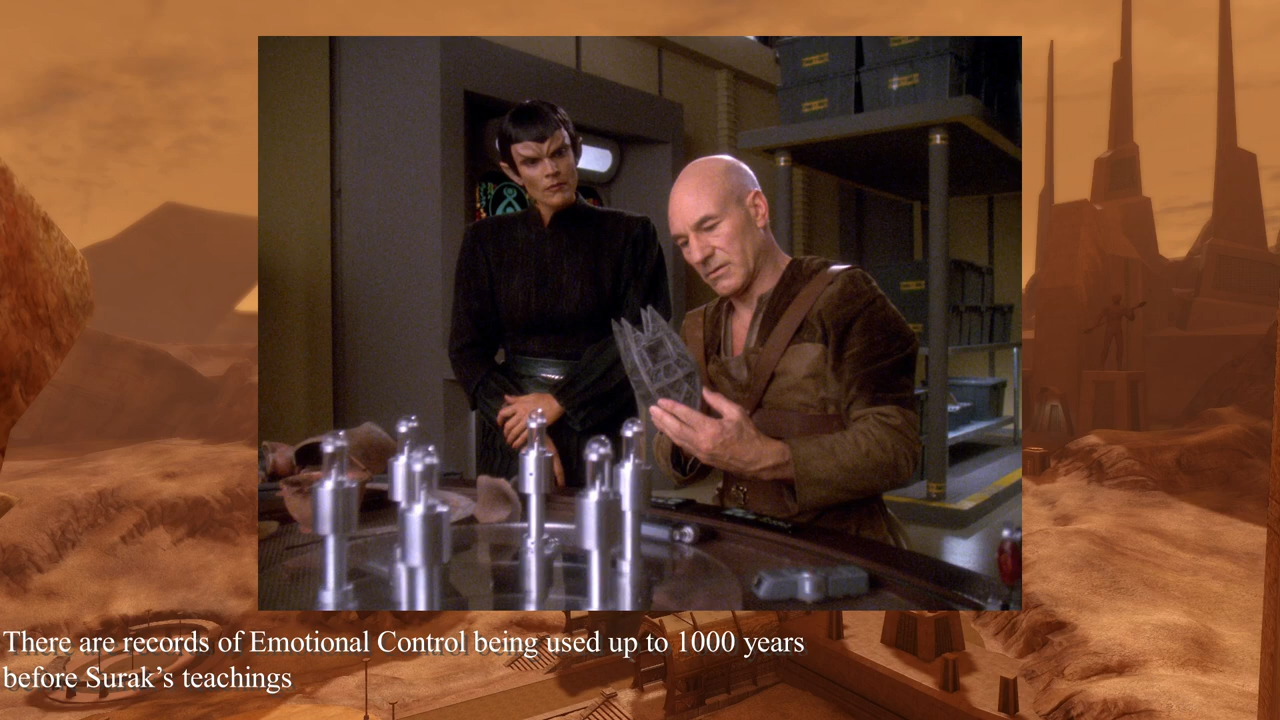 There are records of Emotional Control being used up to 1000 years
before Surak’s teachings